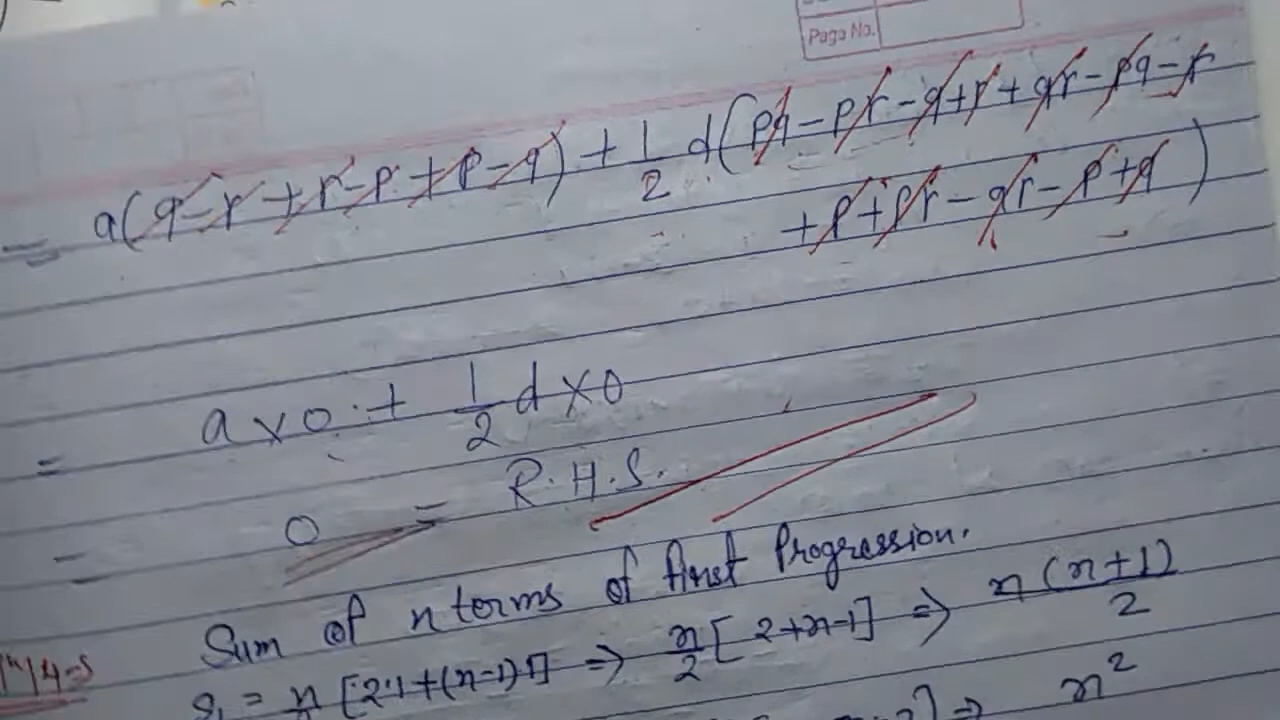 Page No.
= a(q-r+r-p+p-q) + 1/2 d(pq-pr-q+r+qr-pq-r
+p+pr-qr-p+q)
= a×0 + 1/2 d×0
= 0 = R.H.S.
Sum of n terms of first Progression.
S₁ = n [2·1+(n-1)·1] ⇒ n/2 [2+n-1] ⇒ n(n+1)/2
] ⇒ n²